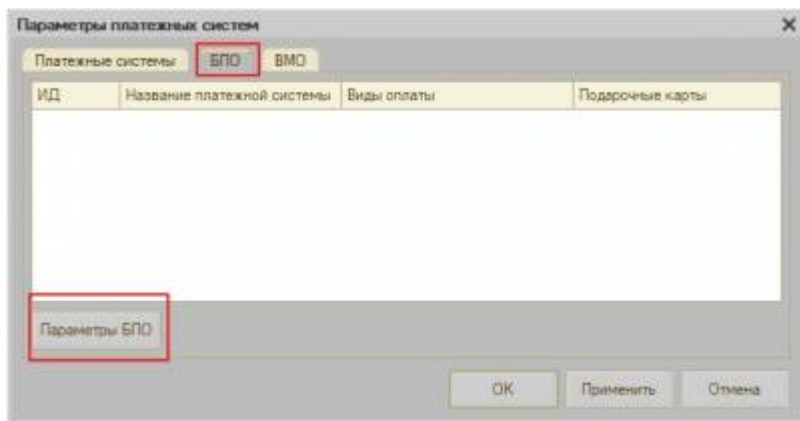 Параметры платежных систем
Платежные системы БПО ВМО
ИД Название платежной системы Виды оплаты Подарочные карты
Параметры БПО
OK Применить Отмена